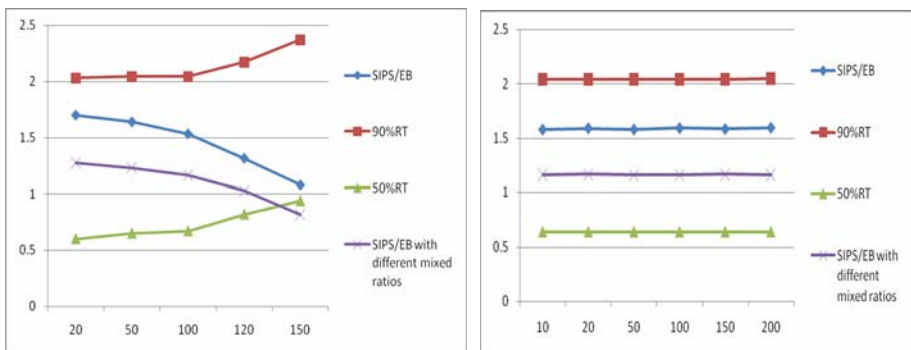 2.5
2
1.5
1
0.5
0
20 50 100 120 150
SIPS/EB
90%RT
50%RT
SIPS/EB with
different mixed
ratios
2.5
2
1.5
1
0.5
0
10 20 50 100 150 200
SIPS/EB
90%RT
50%RT
SIPS/EB with
different
mixed ratios